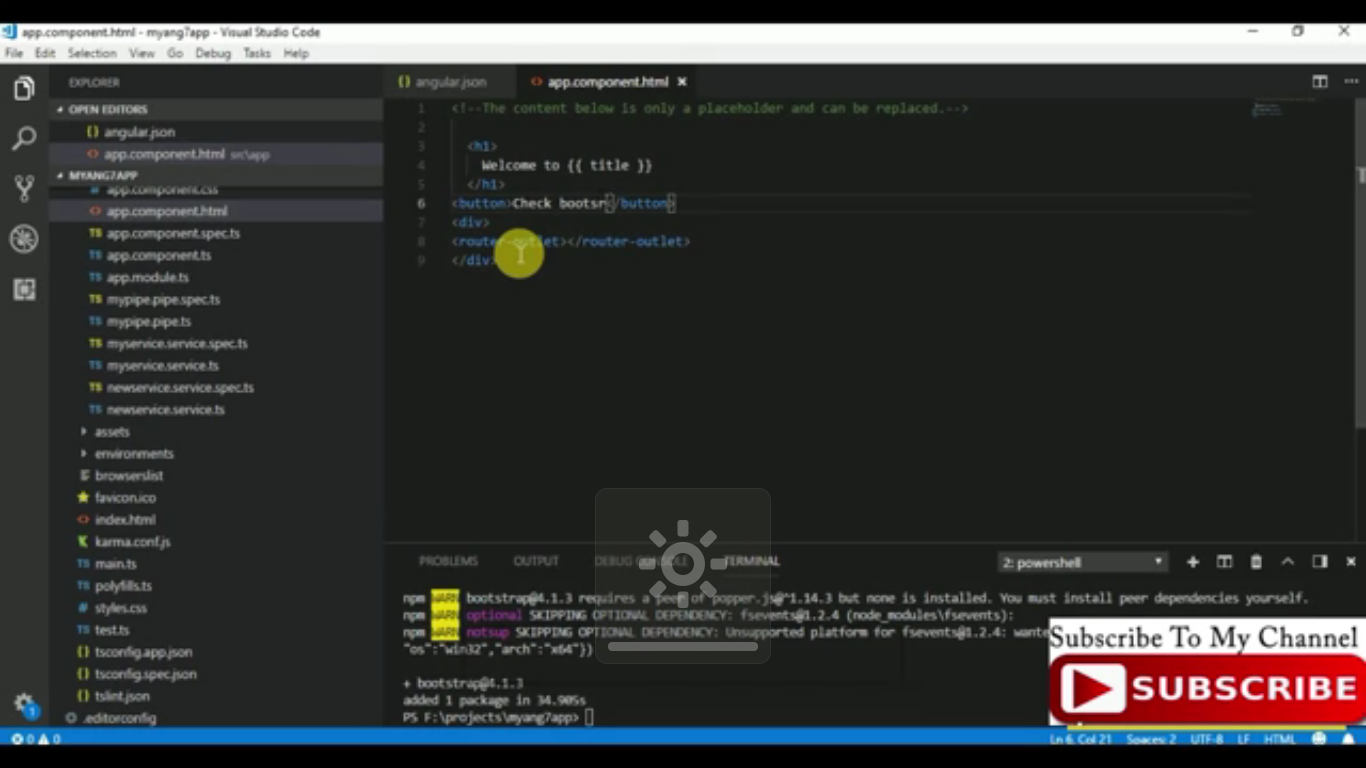 app.component.html - myang7app - Visual Studio Code
File Edit Selection View Go Debug Tasks Help
EXPLORER
OPEN EDITORS
{} angular.json
<> app.component.html src\app
MYANG7APP
# app.component.css
<> app.component.html
TS app.component.spec.ts
TS app.component.ts
TS app.module.ts
TS mypipe.pipe.spec.ts
TS mypipe.pipe.ts
TS myservice.service.spec.ts
TS myservice.service.ts
TS newservice.service.spec.ts
TS newservice.service.ts
assets
environments
browserslist
favicon.ico
<> index.html
karma.conf.js
TS main.ts
TS polyfills.ts
# styles.css
TS test.ts
{} tsconfig.app.json
{} tsconfig.spec.json
{} tslint.json
.editorconfig
{} angular.json <> app.component.html ×
1 <!--The content below is only a placeholder and can be replaced.-->
2
3 <h1>
4 Welcome to {{ title }}
5 </h1>
6 <button>Check bootsr</button>
7 <div>
8 <router-outlet></router-outlet>
9 </div>
PROBLEMS OUTPUT DEBUG CONSOLE TERMINAL 2: powershell
npm WARN bootstrap@4.1.3 requires a peer of popper.js@^1.14.3 but none is installed. You must install peer dependencies yourself.
npm WARN optional SKIPPING OPTIONAL DEPENDENCY: fsevents@1.2.4 (node_modules\fsevents):
npm WARN notsup SKIPPING OPTIONAL DEPENDENCY: Unsupported platform for fsevents@1.2.4: wante
"os":"win32","arch":"x64"})
+ bootstrap@4.1.3
added 1 package in 34.905s
PS F:\projects\myang7app>
Subscribe To My Channel
SUBSCRIBE
1
0 0 Ln 6, Col 21 Spaces: 2 UTF-8 LF HTML